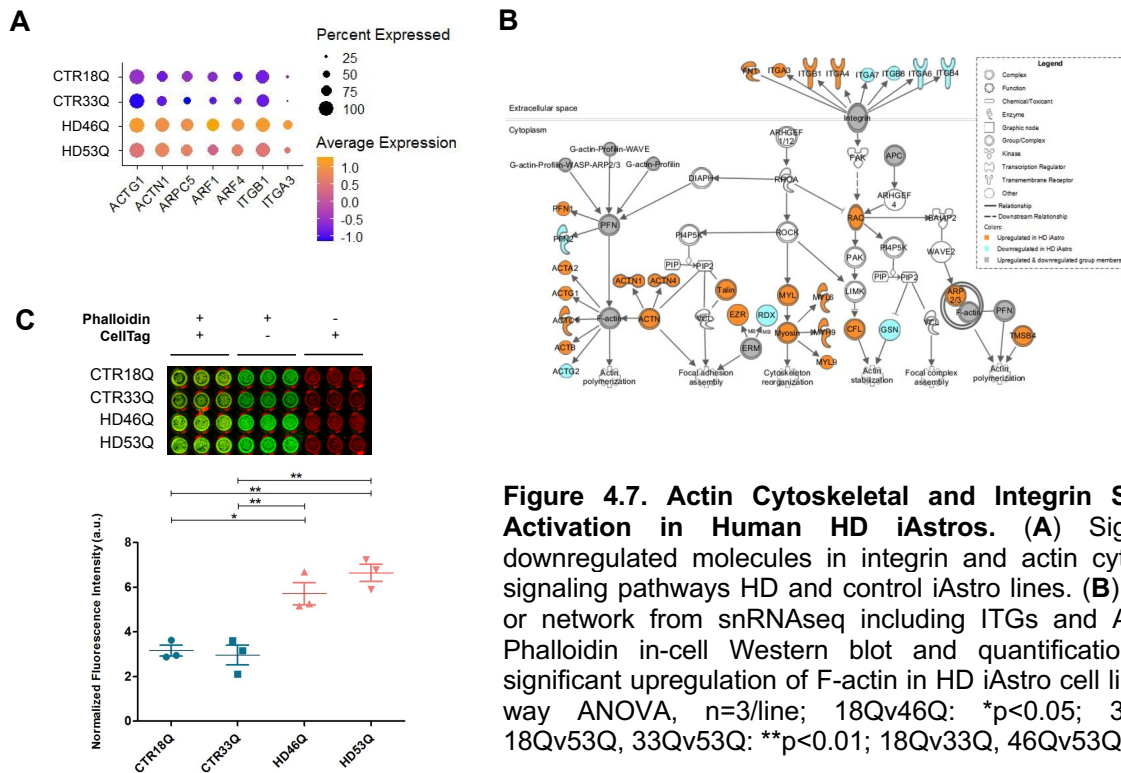 A
Percent Expressed
25
50
75
100
Average Expression
1.0
0.5
0.0
-0.5
-1.0
CTR18Q
CTR33Q
HD46Q
HD53Q
ACTG1
ACTN1
ARPC5
ARF1
ARF4
ITGB1
ITGA3
B
FN1
ITGA3
ITGB1
ITGA4
ITGA7
ITGB8
ITGA6
ITGB4
Extracellular space
Cytoplasm
Integrin
G-actin-Profilin-WAVE
G-actin-Profilin-WASP-ARP2/3
G-actin-Profilin
ARHGEF
1/12
FAK
APC
DIAPH
RHOA
ARHGEF
4
PFN1
PFN2
PFN
RAC
BAIAP2
PI4P5K
ROCK
PI4P5K
WAVE2
PIP
PIP2
PAK
PIP
PIP2
ACTA2
ACTG1
ACTC
ACTB
ACTG2
ACTN1
ACTN4
F-actin
ACTN
Talin
VCL
EZR
RDX
ERM
MYL
Myosin
MYL6
MYH9
MYL9
LIMK
CFL
GSN
VCL
ARP
2/3
F-actin
PFN
TMSB4
Actin
polymerization
Focal adhesion
assembly
Cytoskeleton
reorganization
Actin
stabilization
Focal complex
assembly
Actin
polymerization
Legend
Complex
Function
Chemical/Toxicant
Enzyme
Graphic node
Group/Complex
Kinase
Transcription Regulator
Transmembrane Receptor
Other
Relationship
Downstream Relationship
Colors:
Upregulated in HD iAstro
Downregulated in HD iAstro
Upregulated & downregulated group members
C
Phalloidin + + -
CellTag + - +
CTR18Q
CTR33Q
HD46Q
HD53Q
**
**
**
*
Normalized Fluorescence Intensity (a.u.)
8
6
4
2
0
CTR18Q
CTR33Q
HD46Q
HD53Q
Figure 4.7. Actin Cytoskeletal and Integrin S
Activation in Human HD iAstros. (A) Sig
downregulated molecules in integrin and actin cyt
signaling pathways HD and control iAstro lines. (B)
or network from snRNAseq including ITGs and A
Phalloidin in-cell Western blot and quantification
significant upregulation of F-actin in HD iAstro cell li
way ANOVA, n=3/line; 18Qv46Q: *p<0.05; 3
18Qv53Q, 33Qv53Q: **p<0.01; 18Qv33Q, 46Qv53Q